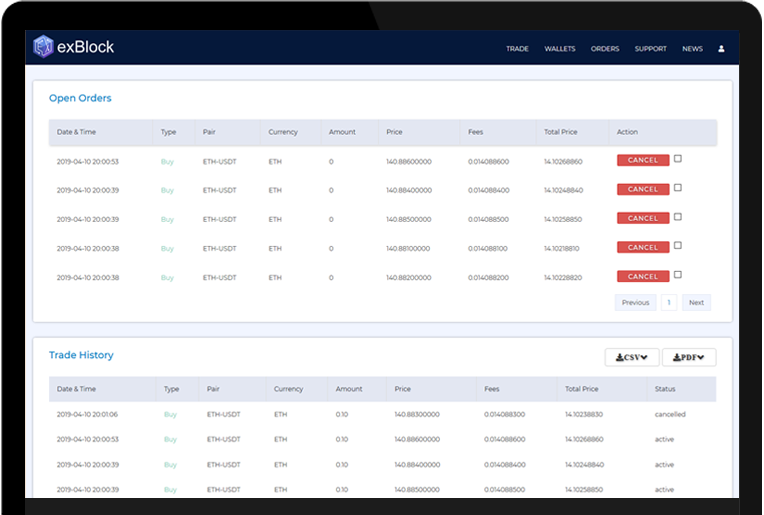 exBlock TRADE WALLETS ORDERS SUPPORT NEWS
Open Orders
Date & Time Type Pair Currency Amount Price Fees Total Price Action
2019-04-10 20:00:53 Buy ETH-USDT ETH 0 140.88600000 0.014088600 14.10268860 CANCEL
2019-04-10 20:00:39 Buy ETH-USDT ETH 0 140.88400000 0.014088400 14.10248840 CANCEL
2019-04-10 20:00:39 Buy ETH-USDT ETH 0 140.88500000 0.014088500 14.10258850 CANCEL
2019-04-10 20:00:38 Buy ETH-USDT ETH 0 140.88100000 0.014088100 14.10218810 CANCEL
2019-04-10 20:00:38 Buy ETH-USDT ETH 0 140.88200000 0.014088200 14.10228820 CANCEL
Previous 1 Next
Trade History CSV PDF
Date & Time Type Pair Currency Amount Price Fees Total Price Status
2019-04-10 20:01:06 Buy ETH-USDT ETH 0.10 140.88300000 0.014088300 14.10238830 cancelled
2019-04-10 20:00:53 Buy ETH-USDT ETH 0.10 140.88600000 0.014088600 14.10268860 active
2019-04-10 20:00:39 Buy ETH-USDT ETH 0.10 140.88400000 0.014088400 14.10248840 active
2019-04-10 20:00:39 Buy ETH-USDT ETH 0.10 140.88500000 0.014088500 14.10258850 active